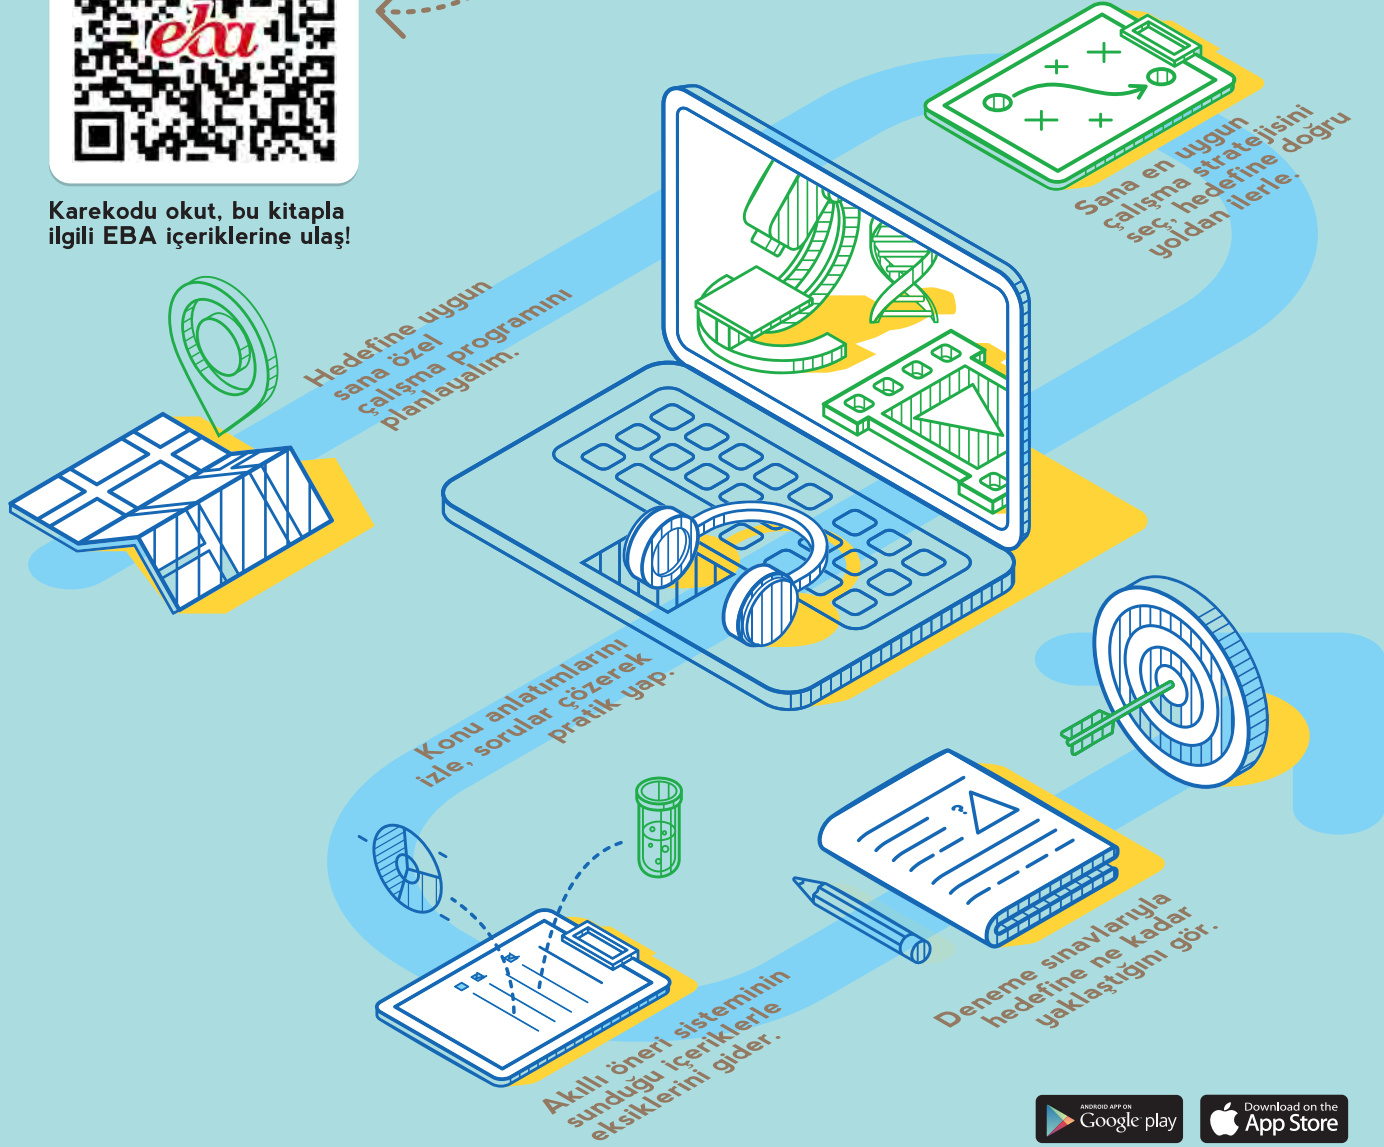 eba
Karekodu okut, bu kitapla
ilgili EBA içeriklerine ulaş!
Sana en uygun
çalışma stratejisini
seç, hedefine doğru
yoldan ilerle.
Hedefine uygun
sana özel
çalışma programını
planlayalım.
Konu anlatımlarını
izle, sorular çözerek
pratik yap.
?
Deneme sınavlarıyla
hedefine ne kadar
yaklaştığını gör.
Akıllı öneri sisteminin
sunduğu içeriklerle
eksiklerini gider.
ANDROID APP ON
Google play
Download on the
App Store